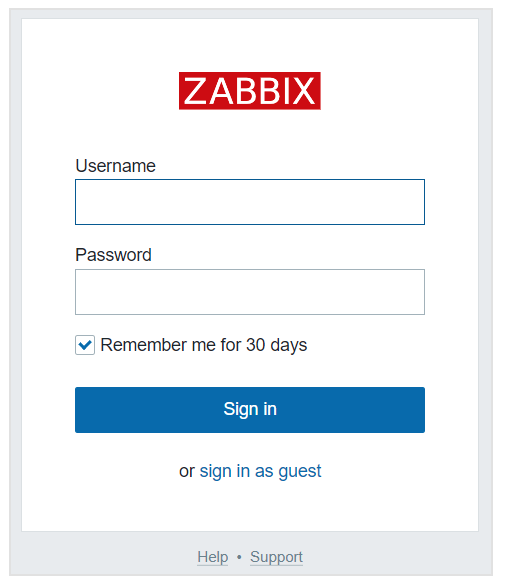 ZABBIX
Username
Password
Remember me for 30 days
Sign in
or sign in as guest
Help • Support